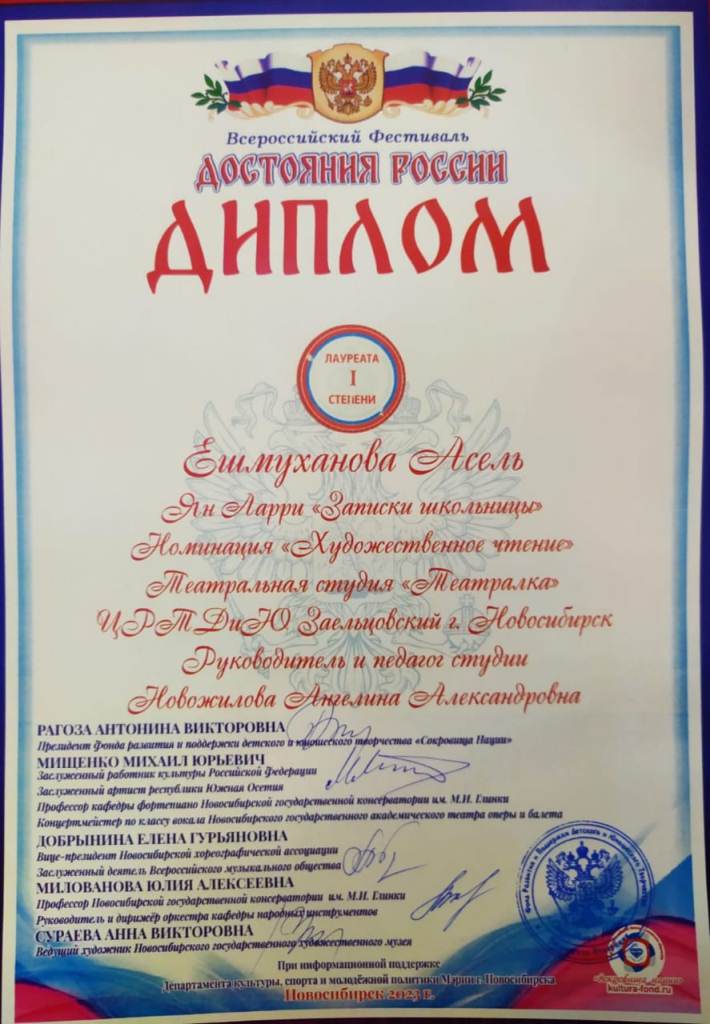 Всероссийский Фестиваль
ДОСТОЯНИЯ РОССИИ
ДИПЛОМ
ЛАУРЕАТА
I
СТЕПЕНИ
Ешмуханова Асель
Ян Ларри «Записки школьницы»
Номинация «Художественное чтение»
Театральная студия «Театралка»
ЦРТДиЮ Заельцовский г. Новосибирск
Руководитель и педагог студии
Новожилова Ангелина Александровна
РАГОЗА АНТОНИНА ВИКТОРОВНА
Президент Фонда развития и поддержки детского и юношеского творчества «Сокровища Нации»
МИЩЕНКО МИХАИЛ ЮРЬЕВИЧ
Заслуженный работник культуры Российской Федерации
Заслуженный артист республики Южная Осетия
Профессор кафедры фортепиано Новосибирской государственной консерватории им. М.И. Глинки
Концертмейстер по классу вокала Новосибирского государственного академического театра оперы и балета
ДОБРЫНИНА ЕЛЕНА ГУРЬЯНОВНА
Вице-президент Новосибирской хореографической ассоциации
Заслуженный деятель Всероссийского музыкального общества
МИЛОВАНОВА ЮЛИЯ АЛЕКСЕЕВНА
Профессор Новосибирской государственной консерватории им. М.И. Глинки
Руководитель и дирижёр оркестра кафедры народных инструментов
СУРАЕВА АННА ВИКТОРОВНА
Ведущий художник Новосибирского государственного художественного музея
При информационной поддержке
Департамента культуры, спорта и молодёжной политики Мэрии г. Новосибирска
Новосибирск 2023 г.
kultura-fond.ru